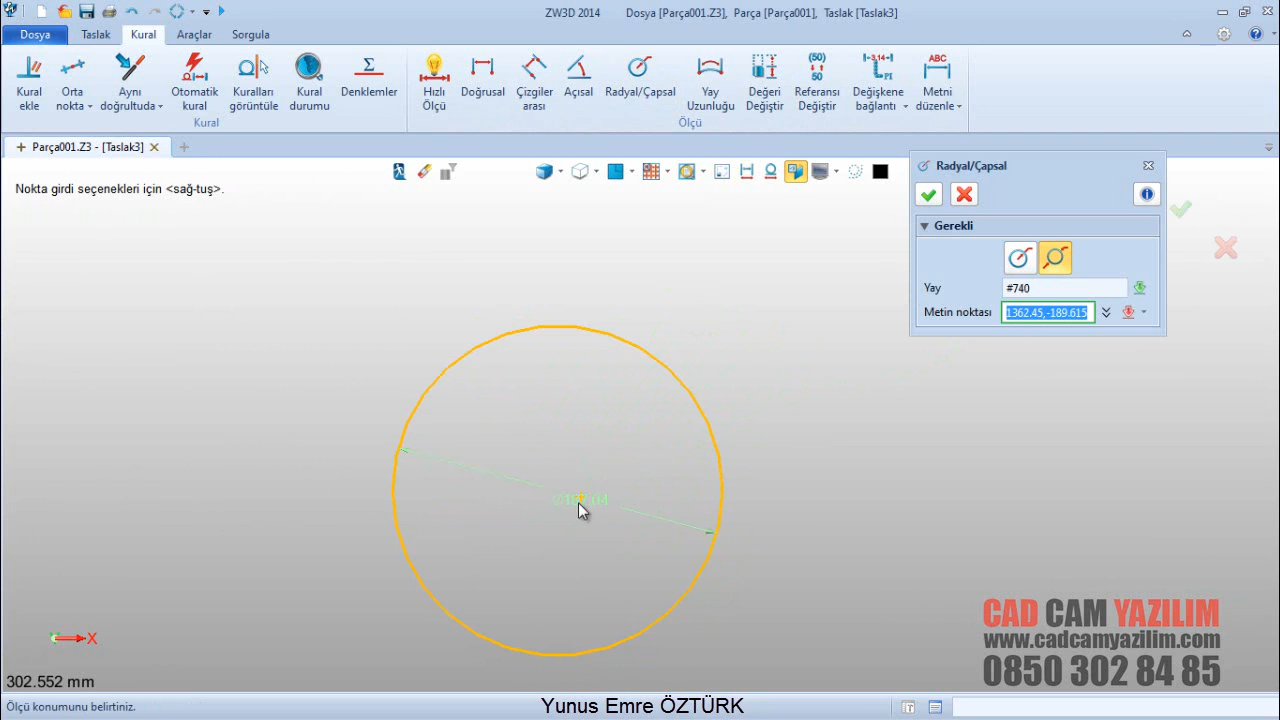 ZW3D 2014 Dosya [Parça001.Z3], Parça [Parça001], Taslak [Taslak3]
Dosya Taslak Kural Araçlar Sorgula
Kural ekle
Orta nokta
Aynı doğrultuda
Otomatik kural
Kuralları görüntüle
Kural durumu
Denklemler
Hızlı Ölçü
Doğrusal
Çizgiler arası
Açısal
Radyal/Çapsal
Yay Uzunluğu
Değeri Değiştir
Referansı Değiştir
Değişkene bağlantı
Metni düzenle
Kural Ölçü
Parça001.Z3 - [Taslak3]
Nokta girdi seçenekleri için <sağ-tuş>.
Radyal/Çapsal
Gerekli
Yay #740
Metin noktası 1362.45,-189.615
X
302.552 mm
CAD CAM YAZILIM
www.cadcamyazilim.com
0850 302 84 85
Ölçü konumunu belirtiniz.
Yunus Emre ÖZTÜRK